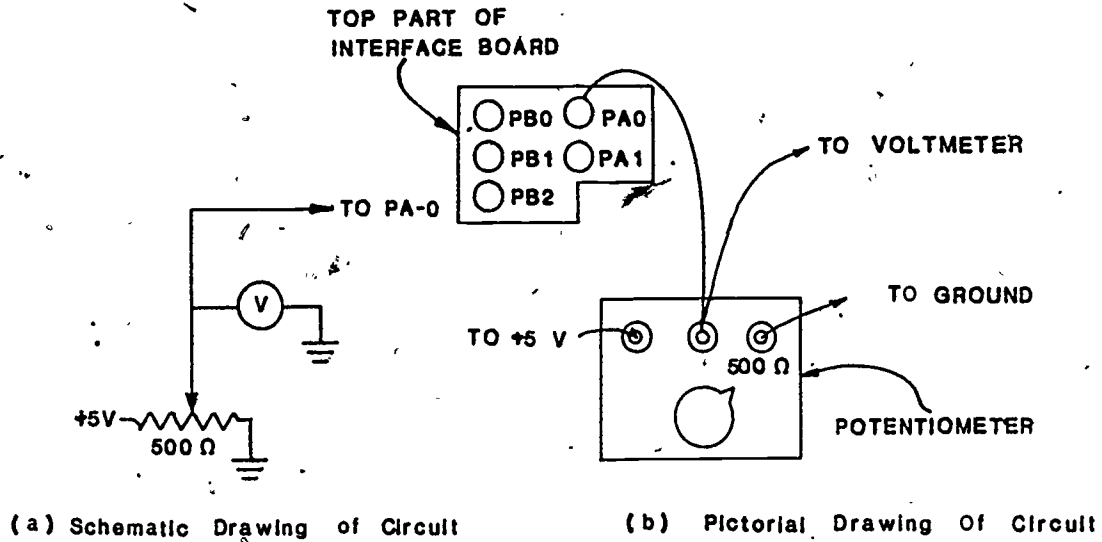 TOP PART OF
INTERFACE BOARD
PB0 PA0
PB1 PA1
PB2
TO VOLTMETER
TO PA-0
V
TO GROUND
TO +5 V
500 Ω
+5V
500 Ω
POTENTIOMETER
(a) Schematic Drawing of Circuit
(b) Pictorial Drawing Of Circuit